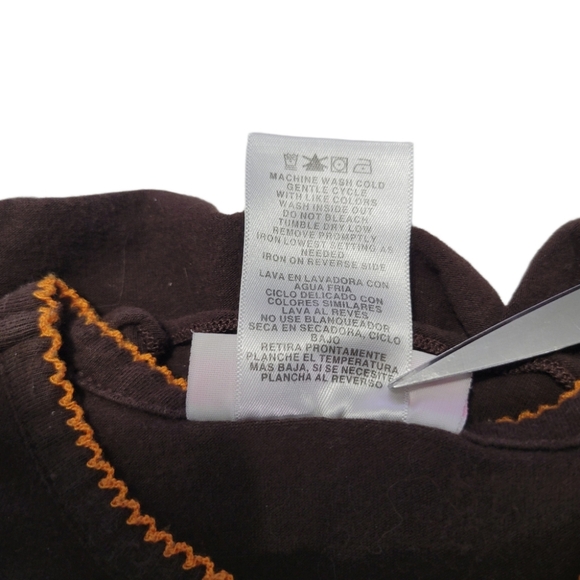 MACHINE WASH COLD
GENTLE CYCLE
WITH LIKE COLORS
WASH INSIDE OUT
DO NOT BLEACH
TUMBLE DRY LOW
REMOVE PROMPTLY
IRON LOWEST SETTING AS
NEEDED
IRON ON REVERSE SIDE
LAVA EN LAVADORA CON
AGUA FRIA
CICLO DELICADO CON
COLORES SIMILARES
LAVA AL REVÉS
NO USE BLANQUEADOR
SECA EN SECADORA, CICLO
BAJO
RETIRA PRONTAMENTE
PLANCHE EL TEMPERATURA
MÁS BAJA, SI SE NECESITE
PLANCHA AL REVERSO